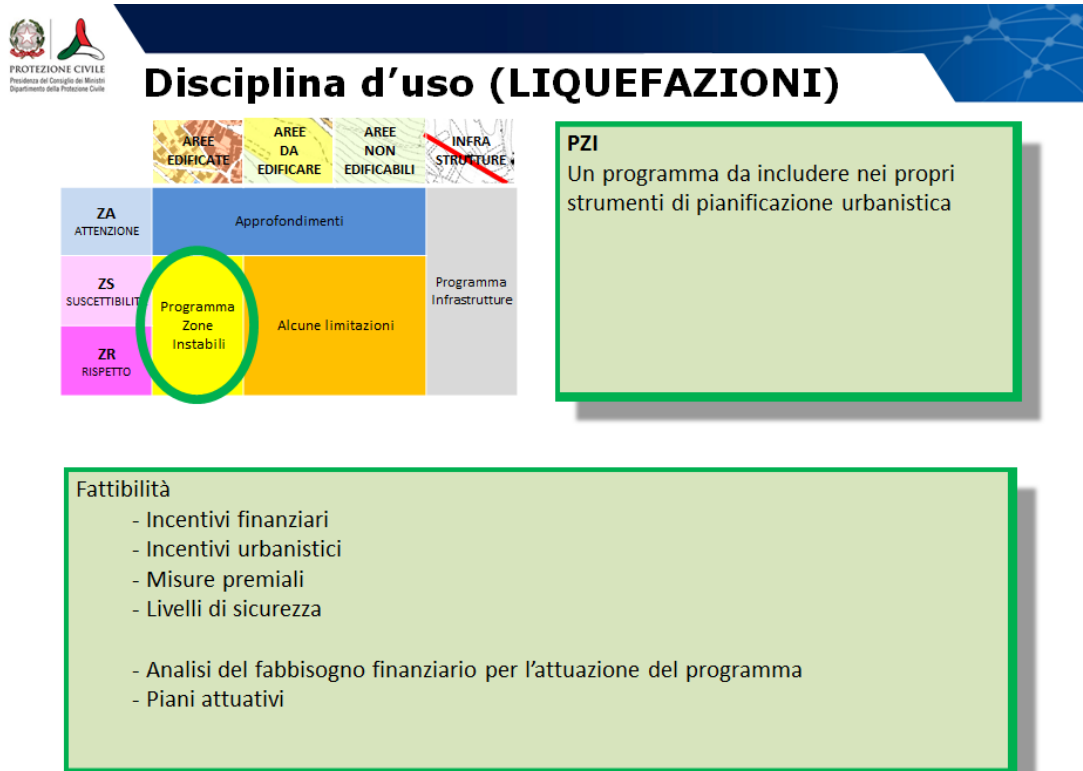 PROTEZIONE CIVILE
Presidenza del Consiglio dei Ministri
Dipartimento della Protezione Civile
Disciplina d'uso (LIQUEFAZIONI)
AREE
EDIFICATE
AREE
DA
EDIFICARE
AREE
NON
EDIFICABILI
INFRA
STRUTTURE
ZA
ATTENZIONE
Approfondimenti
ZS
SUSCETTIBILIT
ZR
RISPETTO
Programma
Zone
Instabili
Alcune limitazioni
Programma
Infrastrutture
PZI
Un programma da includere nei propri
strumenti di pianificazione urbanistica
Fattibilità
- Incentivi finanziari
- Incentivi urbanistici
- Misure premiali
- Livelli di sicurezza
- Analisi del fabbisogno finanziario per l'attuazione del programma
- Piani attuativi